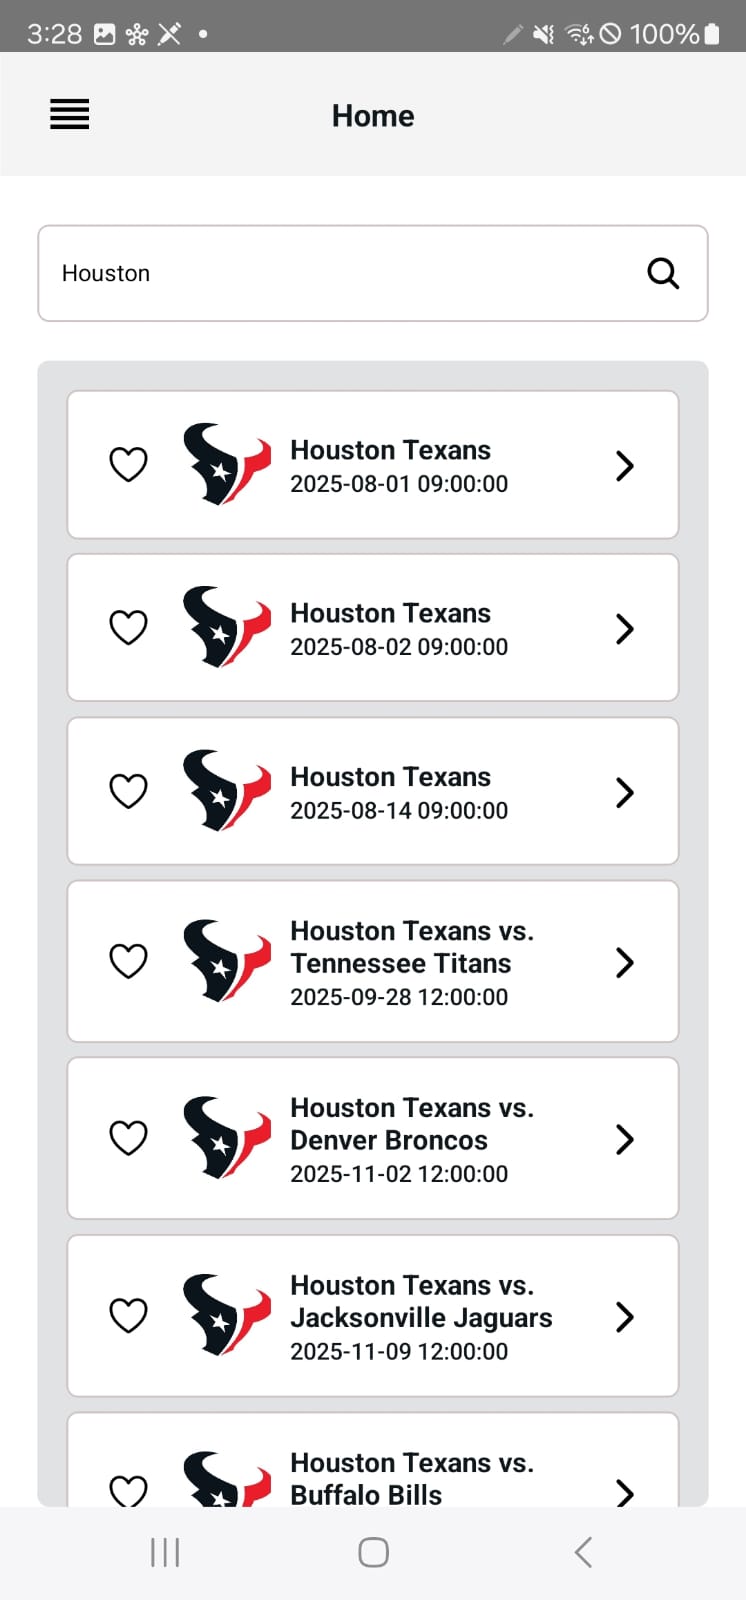 3:28
100%
Home
Houston
Houston Texans
2025-08-01 09:00:00
Houston Texans
2025-08-02 09:00:00
Houston Texans
2025-08-14 09:00:00
Houston Texans vs.
Tennessee Titans
2025-09-28 12:00:00
Houston Texans vs.
Denver Broncos
2025-11-02 12:00:00
Houston Texans vs.
Jacksonville Jaguars
2025-11-09 12:00:00
Houston Texans vs.
Buffalo Bills